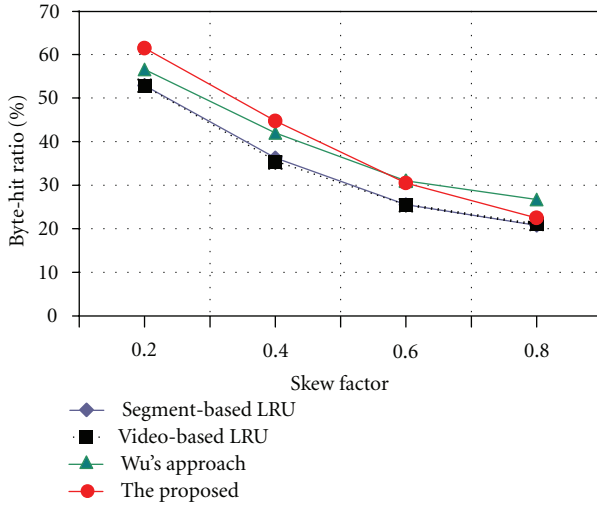 70
60
50
40
30
20
10
0
Byte-hit ratio (%)
0.2 0.4 0.6 0.8
Skew factor
Segment-based LRU
Video-based LRU
Wu's approach
The proposed